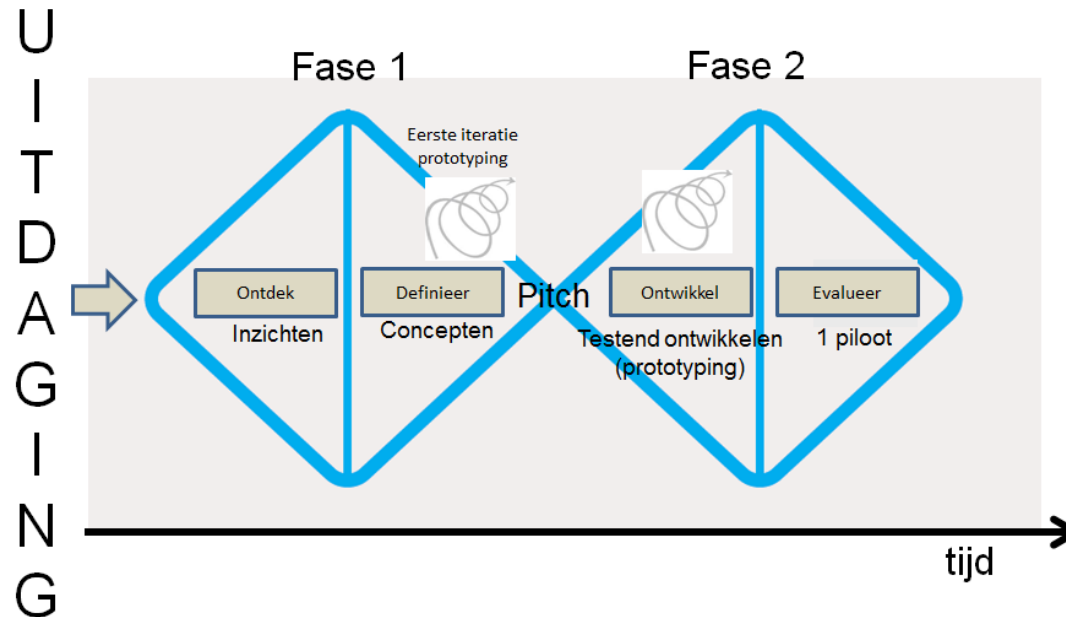 UITDAGING
Fase 1
Fase 2
Eerste iteratie
prototyping
Ontdek
Inzichten
Definieer
Concepten
Pitch
Ontwikkel
Testend ontwikkelen
(prototyping)
Evalueer
1 piloot
tijd